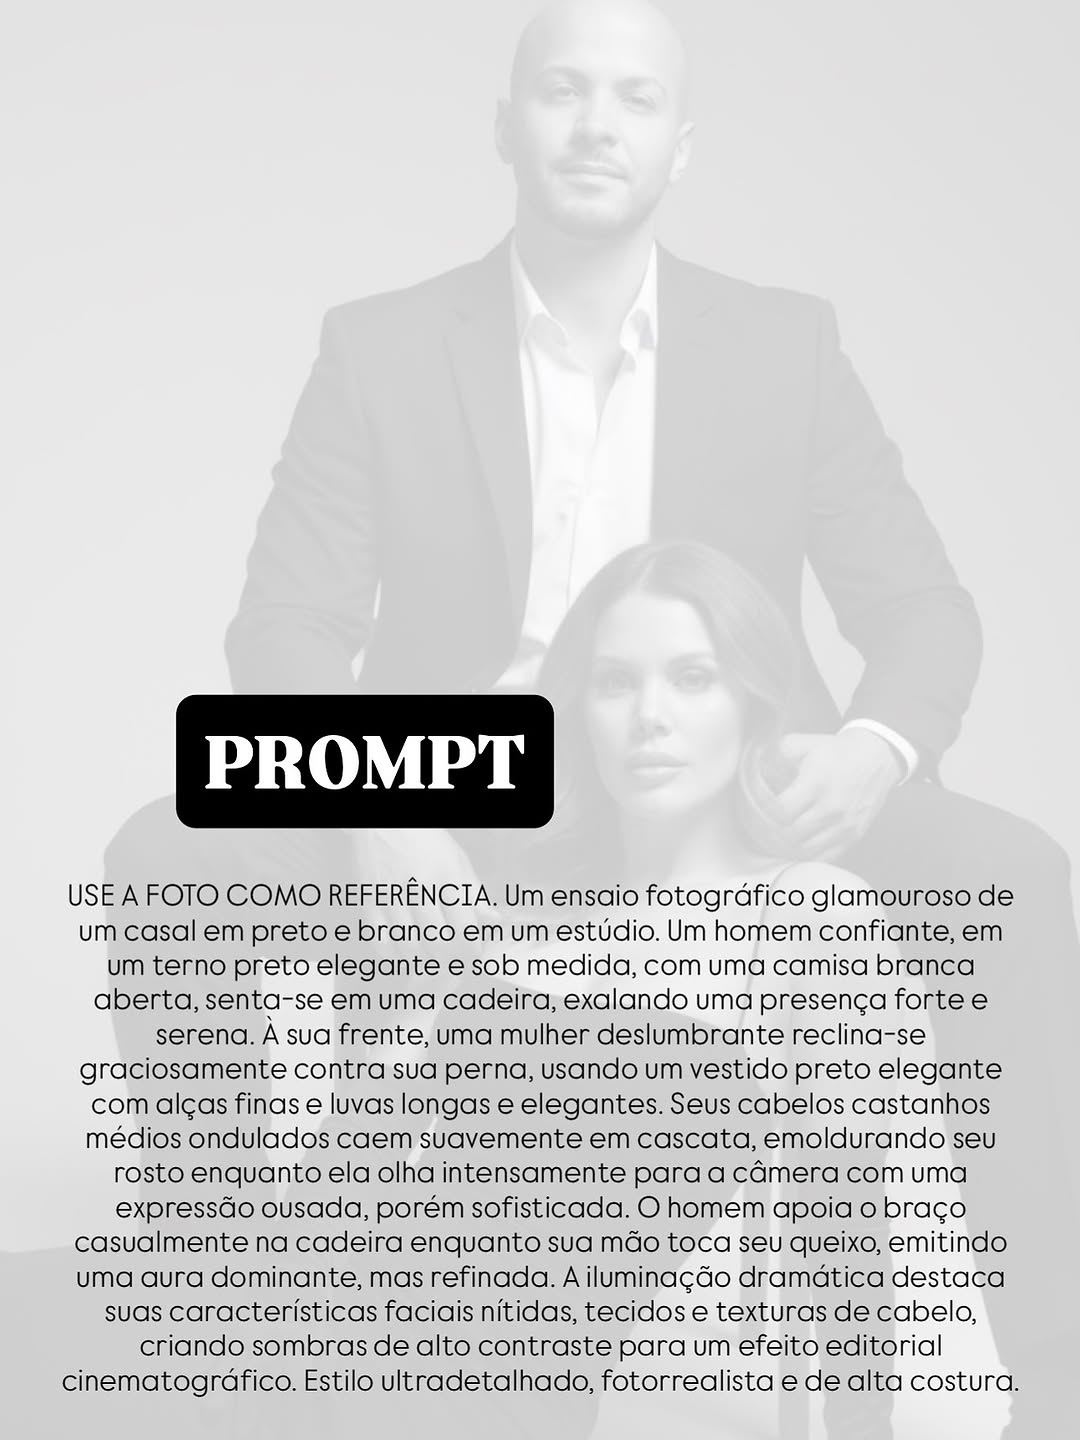 PROMPT
USE A FOTO COMO REFERÊNCIA. Um ensaio fotográfico glamouroso de
um casal em preto e branco em um estúdio. Um homem confiante, em
um terno preto elegante e sob medida, com uma camisa branca
aberta, senta-se em uma cadeira, exalando uma presença forte e
serena. À sua frente, uma mulher deslumbrante reclina-se
graciosamente contra sua perna, usando um vestido preto elegante
com alças finas e luvas longas e elegantes. Seus cabelos castanhos
médios ondulados caem suavemente em cascata, emoldurando seu
rosto enquanto ela olha intensamente para a câmera com uma
expressão ousada, porém sofisticada. O homem apoia o braço
casualmente na cadeira enquanto sua mão toca seu queixo, emitindo
uma aura dominante, mas refinada. A iluminação dramática destaca
suas características faciais nítidas, tecidos e texturas de cabelo,
criando sombras de alto contraste para um efeito editorial
cinematográfico. Estilo ultradetalhado, fotorrealista e de alta costura.